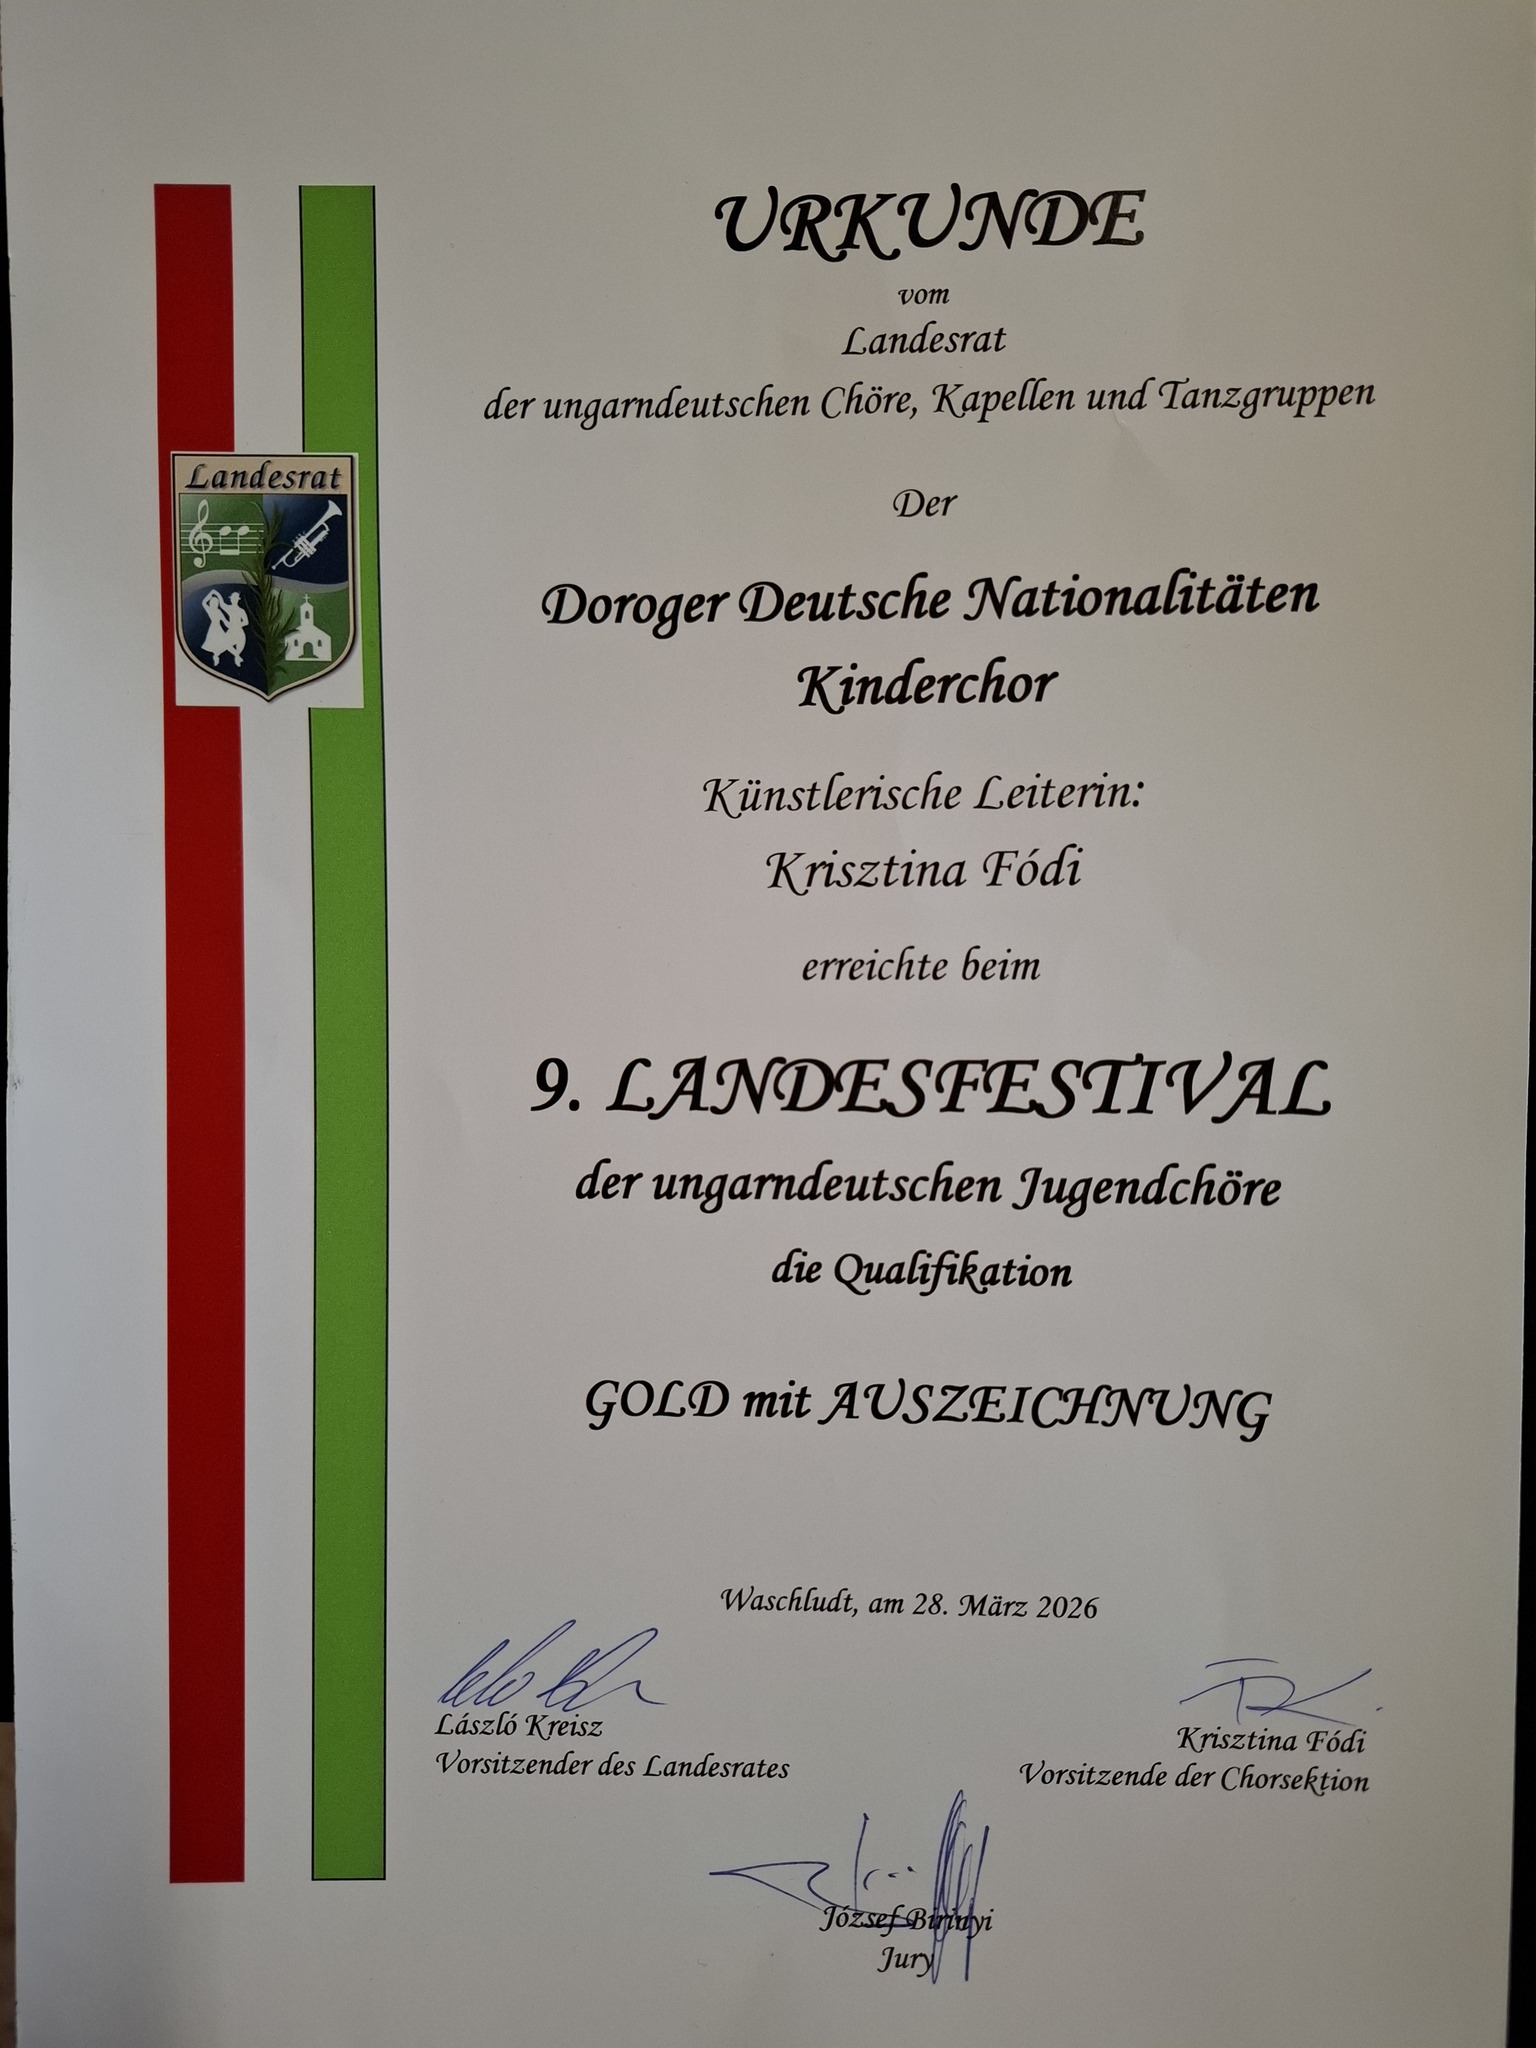 URKUNDE
vom
Landesrat
der ungarndeutschen Chöre, Kapellen und Tanzgruppen
Landesrat
Der
Doroger Deutsche Nationalitäten
Kinderchor
Künstlerische Leiterin:
Krisztina Fódi
erreichte beim
9. LANDESFESTIVAL
der ungarndeutschen Jugendchöre
die Qualifikation
GOLD mit AUSZEICHNUNG
Waschludt, am 28. März 2026
László Kreisz
Vorsitzender des Landesrates
Krisztina Fódi
Vorsitzende der Chorsektion
József Birinyi
Jury